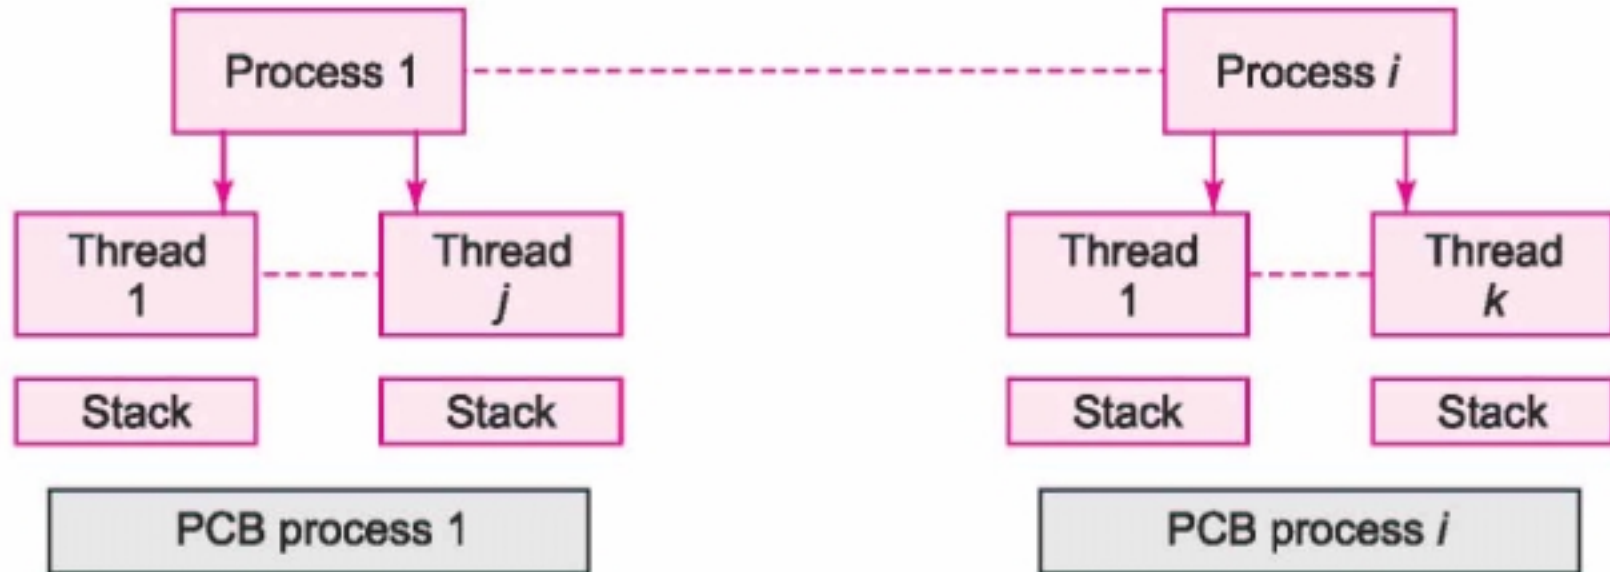 Process 1
Process i
Thread
1
Thread
j
Thread
1
Thread
k
Stack
Stack
Stack
Stack
PCB process 1
PCB process i